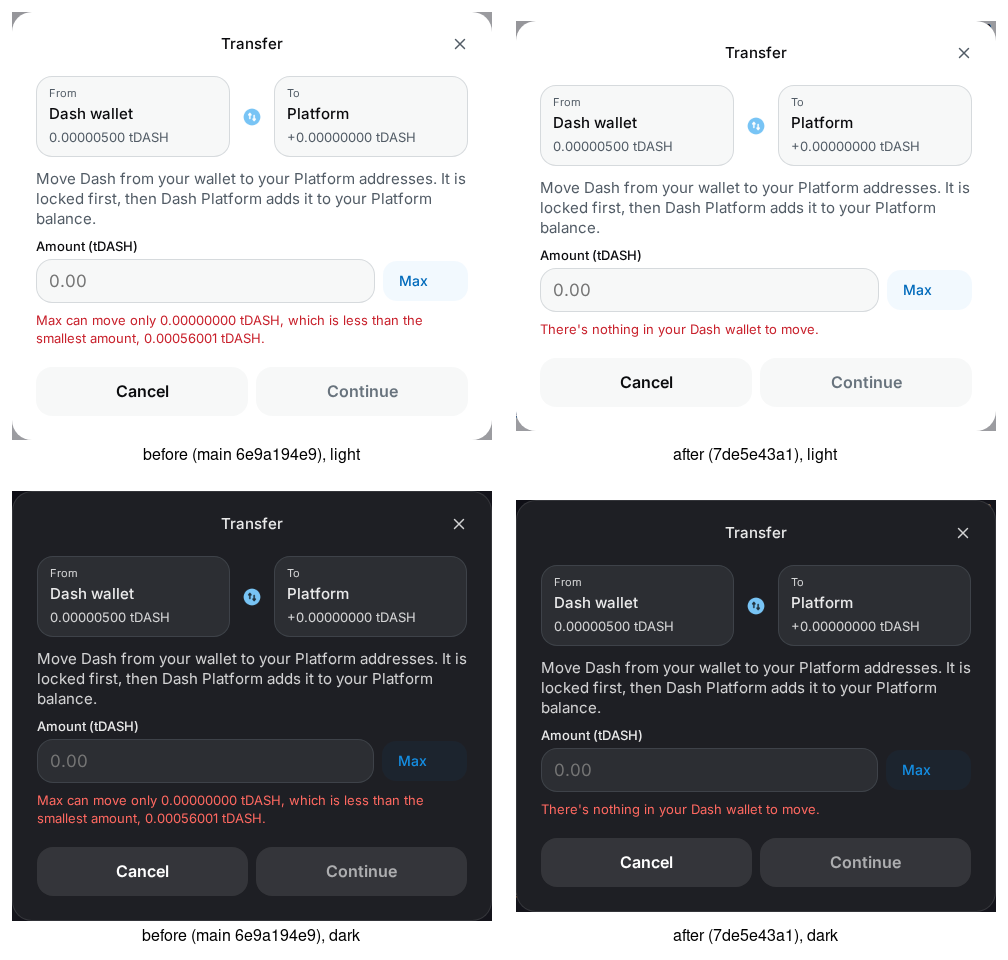 Transfer
From
Dash wallet
0.00000500 tDASH
To
Platform
+0.00000000 tDASH
Move Dash from your wallet to your Platform addresses. It is
locked first, then Dash Platform adds it to your Platform
balance.
Amount (tDASH)
0.00
Max
Max can move only 0.00000000 tDASH, which is less than the
smallest amount, 0.00056001 tDASH.
Cancel
Continue
before (main 6e9a194e9), light
Transfer
From
Dash wallet
0.00000500 tDASH
To
Platform
+0.00000000 tDASH
Move Dash from your wallet to your Platform addresses. It is
locked first, then Dash Platform adds it to your Platform
balance.
Amount (tDASH)
0.00
Max
There's nothing in your Dash wallet to move.
Cancel
Continue
after (7de5e43a1), light
Transfer
From
Dash wallet
0.00000500 tDASH
To
Platform
+0.00000000 tDASH
Move Dash from your wallet to your Platform addresses. It is
locked first, then Dash Platform adds it to your Platform
balance.
Amount (tDASH)
0.00
Max
Max can move only 0.00000000 tDASH, which is less than the
smallest amount, 0.00056001 tDASH.
Cancel
Continue
before (main 6e9a194e9), dark
Transfer
From
Dash wallet
0.00000500 tDASH
To
Platform
+0.00000000 tDASH
Move Dash from your wallet to your Platform addresses. It is
locked first, then Dash Platform adds it to your Platform
balance.
Amount (tDASH)
0.00
Max
There's nothing in your Dash wallet to move.
Cancel
Continue
after (7de5e43a1), dark